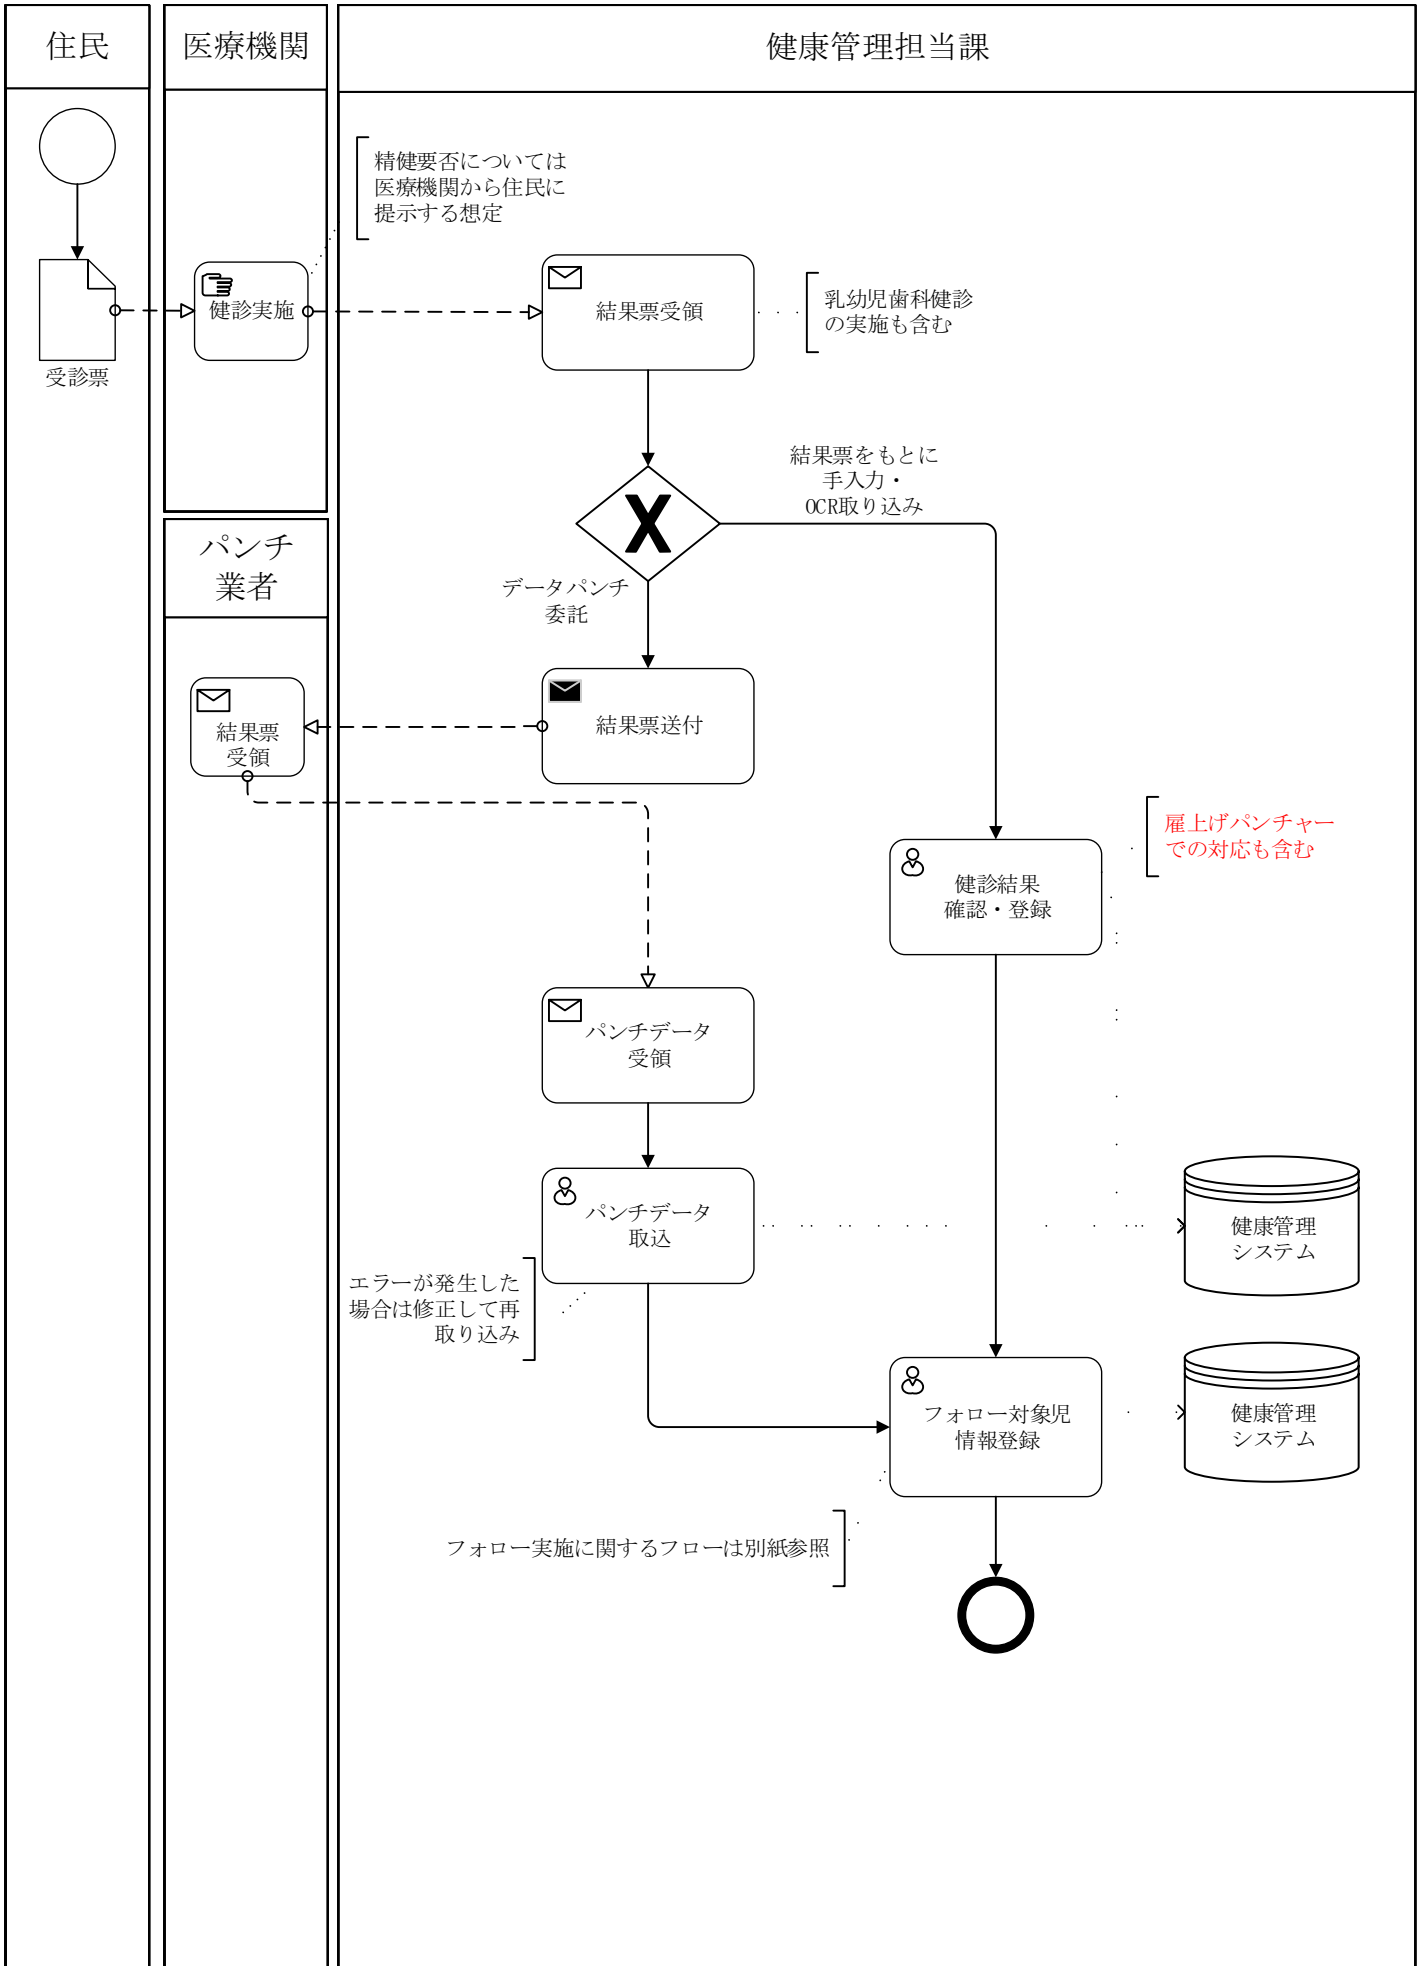 住民
医療機関
健康管理担当課
精健要否については
医療機関から住民に
提示する想定
健診実施
結果票受領
乳幼児歯科健診
の実施も含む
受診票
結果票をもとに
手入力・
OCR取り込み
パンチ
業者
データパンチ
委託
結果票
受領
結果票送付
雇上げパンチャー
での対応も含む
健診結果
確認・登録
パンチデータ
受領
パンチデータ
取込
健康管理
システム
エラーが発生した
場合は修正して再
取り込み
フォロー対象児
情報登録
健康管理
システム
フォロー実施に関するフローは別紙参照